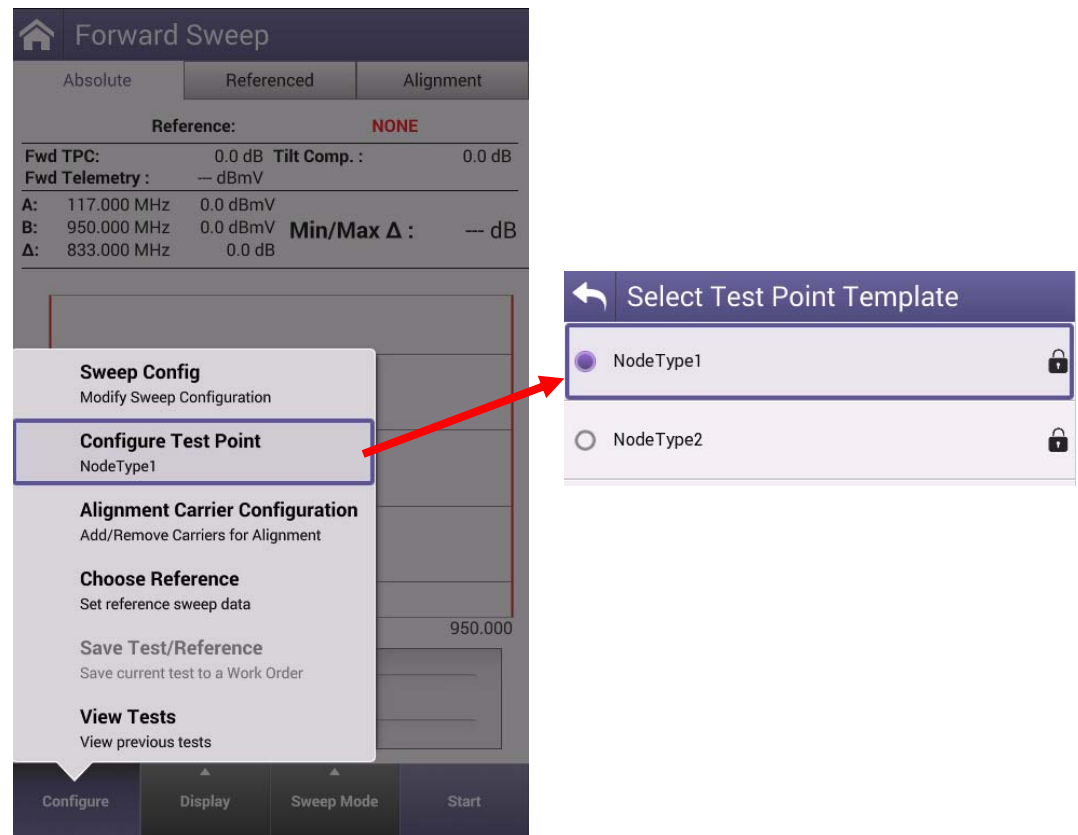 Forward Sweep
Absolute Referenced Alignment
Reference: NONE
Fwd TPC: 0.0 dB Tilt Comp. : 0.0 dB
Fwd Telemetry : --- dBmV
A: 117.000 MHz 0.0 dBmV
B: 950.000 MHz 0.0 dBmV Min/Max Δ : --- dB
Δ: 833.000 MHz 0.0 dB
Sweep Config
Modify Sweep Configuration
Configure Test Point
NodeType1
Alignment Carrier Configuration
Add/Remove Carriers for Alignment
Choose Reference
Set reference sweep data
950.000
Save Test/Reference
Save current test to a Work Order
View Tests
View previous tests
Configure Display Sweep Mode Start
Select Test Point Template
NodeType1
NodeType2